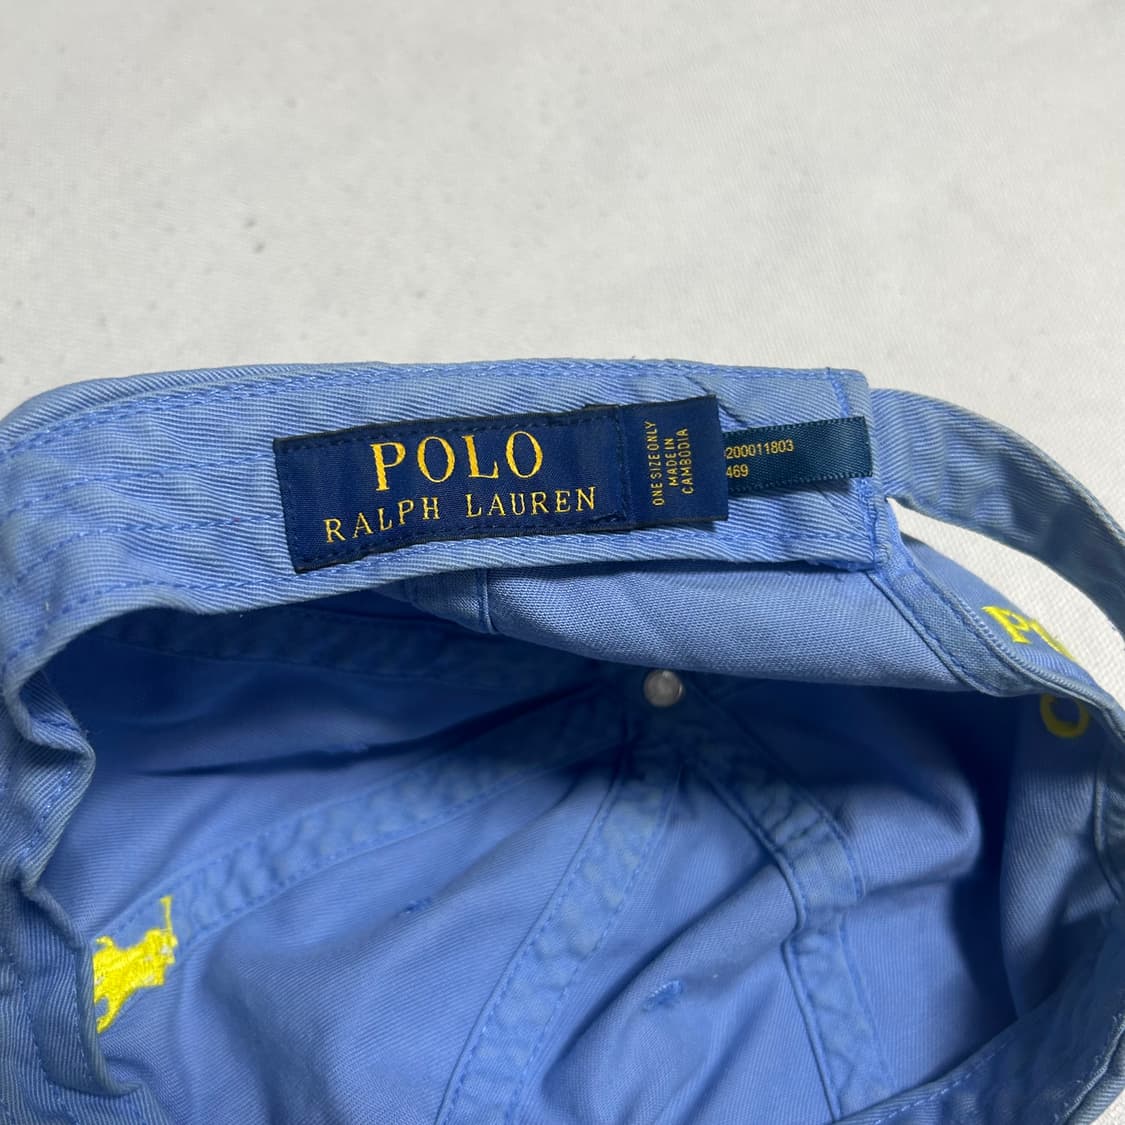 POLO
RALPH LAUREN
ONE SIZE ONLY
MADE IN
CAMBODIA
200011803
469